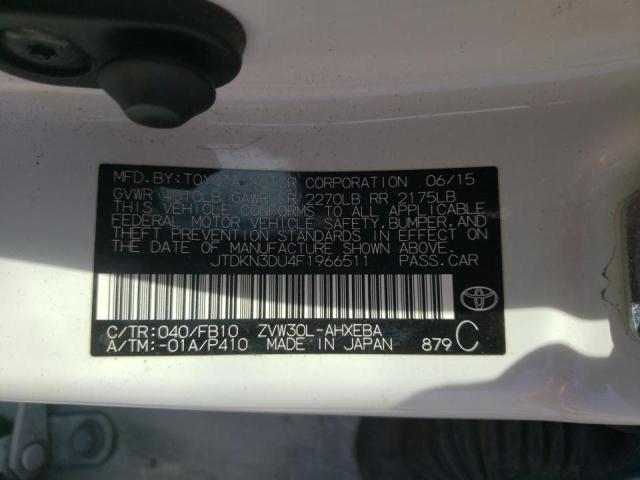 MFD. BY: TOYOTA MOTOR CORPORATION 06/15
GVWR GAWR FR 2270LB RR 2175LB
THIS VEHICLE CONFORMS TO ALL APPLICABLE
FEDERAL MOTOR VEHICLE SAFETY, BUMPER, AND
THEFT PREVENTION STANDARDS IN EFFECT ON
THE DATE OF MANUFACTURE SHOWN ABOVE.
JTDKN3DU4F1966511 PASS.CAR
C/TR:040/FB10 ZVW30L-AHXEBA C
A/TM:-01A/P410 MADE IN JAPAN 879
TOYOTA